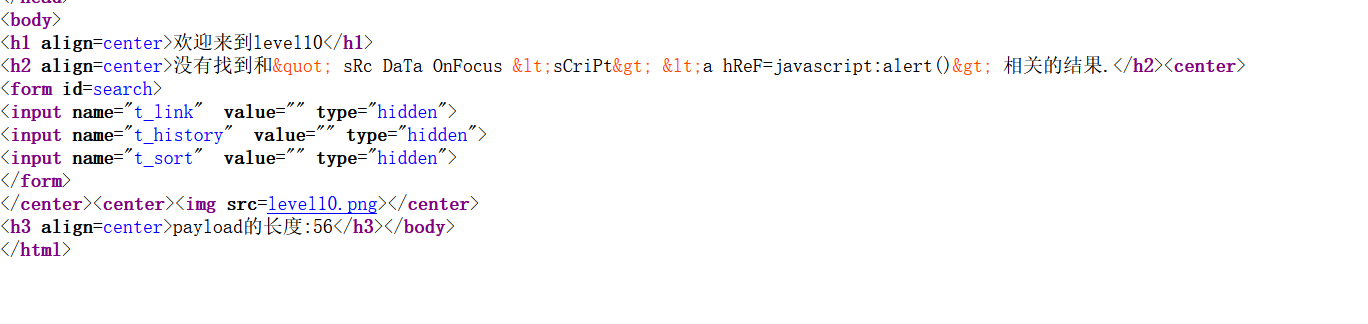 </head>
<body>
<h1 align=center>欢迎来到level10</h1>
<h2 align=center>没有找到和&quot; sRc DaTa OnFocus &lt;sCriPt&gt; &lt;a hReF=javascript:alert()&gt; 相关的结果.</h2><center>
<form id=search>
<input name="t_link"  value="" type="hidden">
<input name="t_history"  value="" type="hidden">
<input name="t_sort"  value="" type="hidden">
</form>
</center><center><img src=level10.png></center>
<h3 align=center>payload的长度:56</h3></body>
</html>